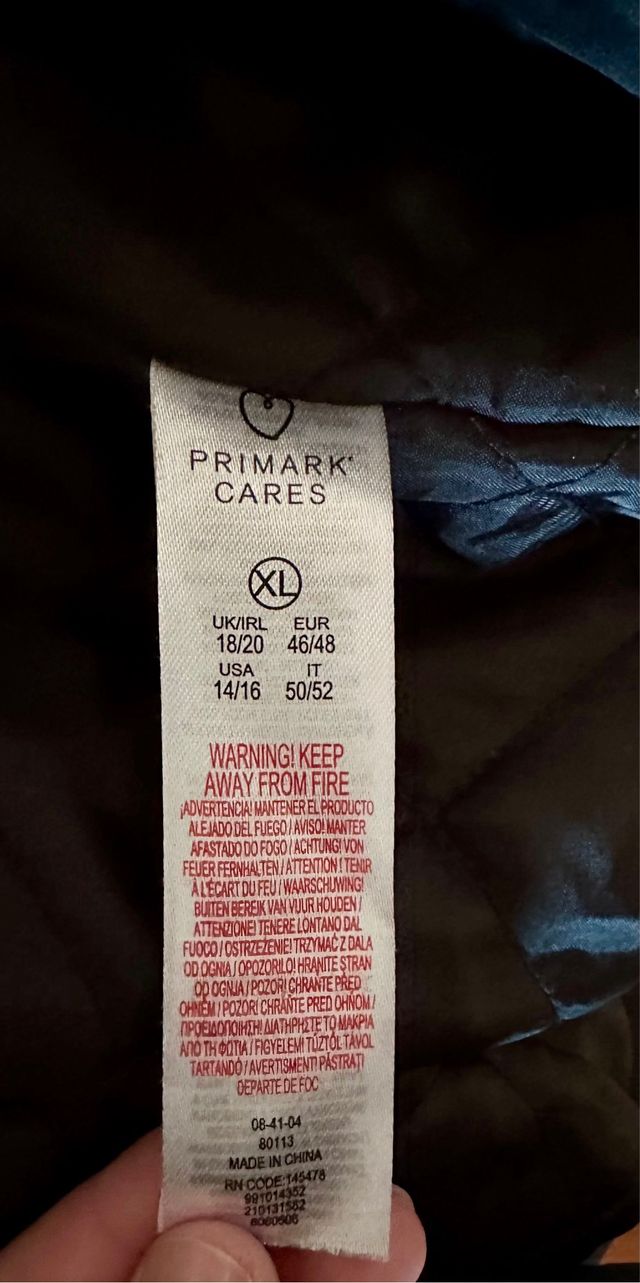 PRIMARK®
CARES
XL
UK/IRL EUR
18/20 46/48
USA IT
14/16 50/52
WARNING! KEEP
AWAY FROM FIRE
¡ADVERTENCIA! MANTENER EL PRODUCTO
ALEJADO DEL FUEGO / AVISO! MANTER
AFASTADO DO FOGO / ACHTUNG! VON
FEUER FERNHALTEN / ATTENTION ! TENIR
À L'ÉCART DU FEU / WAARSCHUWING!
BUITEN BEREIK VAN VUUR HOUDEN /
ATTENZIONE! TENERE LONTANO DAL
FUOCO / OSTRZEŻENIE! TRZYMAĆ Z DALA
OD OGNIA / OPOZORILO! HRANITE STRAN
OD OGNJA / POZOR! CHRAŇTE PŘED
OHNĚM / POZOR! CHRÁŇTE PRED OHŇOM /
ΠΡΟΕΙΔΟΠΟΙΗΣΗ! ΔΙΑΤΗΡΗΣΤΕ ΤΟ ΜΑΚΡΙΑ
ΑΠΟ ΤΗ ΦΩΤΙΑ / FIGYELEM! TŰZTŐL TÁVOL
TARTANDÓ / AVERTISMENT! PĂSTRAȚI
DEPARTE DE FOC
08-41-04
80113
MADE IN CHINA
RN CODE:145478
991014352
210131562
6060606